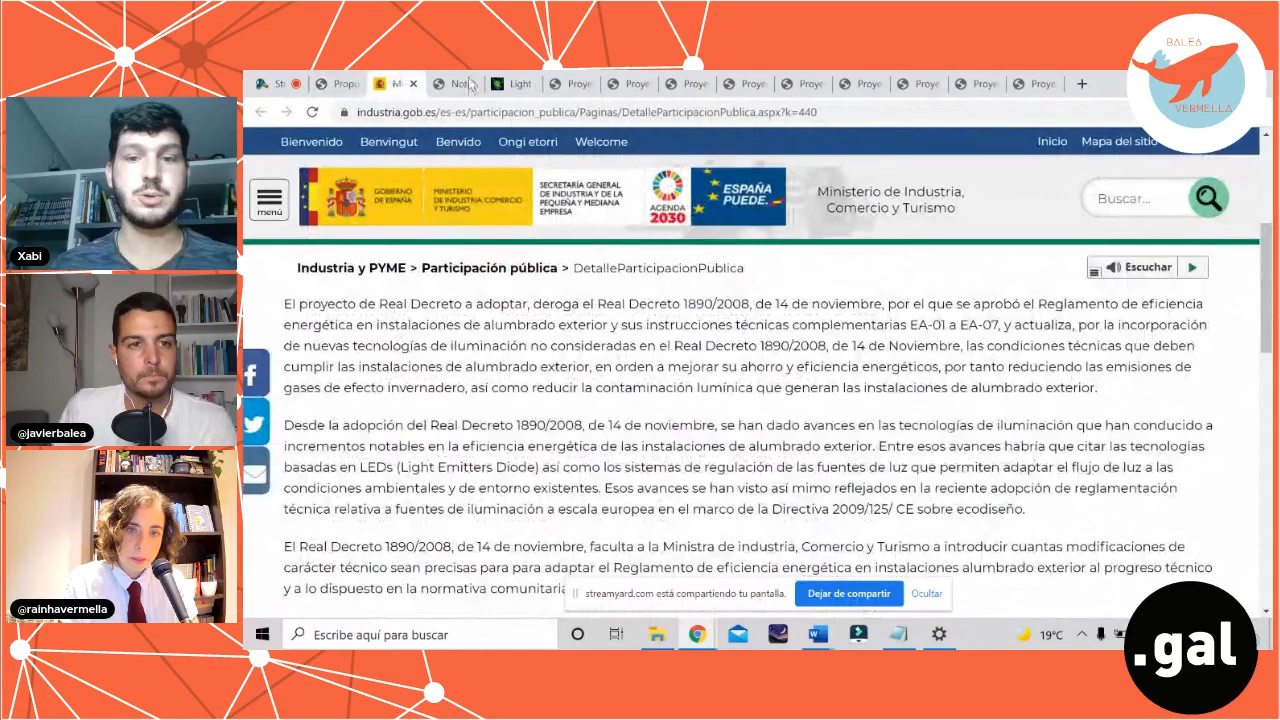 BALEA
VERMELLA
St
Propu
Mi
Not
Light
Proye
Proye
Proye
Proye
Proye
Proye
Proye
Proye
Proye
industria.gob.es/es-es/participacion_publica/Paginas/DetalleParticipacionPublica.aspx?k=440
Bienvenido
Benvingut
Benvido
Ongi etorri
Welcome
Inicio
Mapa del sitio
menú
GOBIERNO
DE ESPAÑA
MINISTERIO
DE INDUSTRIA, COMERCIO
Y TURISMO
SECRETARÍA GENERAL
DE INDUSTRIA Y DE LA
PEQUEÑA Y MEDIANA
EMPRESA
AGENDA
2030
ESPAÑA
PUEDE.
Ministerio de Industria,
Comercio y Turismo
Buscar...
Industria y PYME > Participación pública > DetalleParticipacionPublica
Escuchar
El proyecto de Real Decreto a adoptar, deroga el Real Decreto 1890/2008, de 14 de noviembre, por el que se aprobó el Reglamento de eficiencia
energética en instalaciones de alumbrado exterior y sus instrucciones técnicas complementarias EA-01 a EA-07, y actualiza, por la incorporación
de nuevas tecnologías de iluminación no consideradas en el Real Decreto 1890/2008, de 14 de Noviembre, las condiciones técnicas que deben
cumplir las instalaciones de alumbrado exterior, en orden a mejorar su ahorro y eficiencia energéticos, por tanto reduciendo las emisiones de
gases de efecto invernadero, así como reducir la contaminación lumínica que generan las instalaciones de alumbrado exterior.
Desde la adopción del Real Decreto 1890/2008, de 14 de noviembre, se han dado avances en las tecnologías de iluminación que han conducido a
incrementos notables en la eficiencia energética de las instalaciones de alumbrado exterior. Entre esos avances habría que citar las tecnologías
basadas en LEDs (Light Emitters Diode) así como los sistemas de regulación de las fuentes de luz que permiten adaptar el flujo de luz a las
condiciones ambientales y de entorno existentes. Esos avances se han visto así mimo reflejados en la reciente adopción de reglamentación
técnica relativa a fuentes de iluminación a escala europea en el marco de la Directiva 2009/125/ CE sobre ecodiseño.
El Real Decreto 1890/2008, de 14 de noviembre, faculta a la Ministra de industria, Comercio y Turismo a introducir cuantas modificaciones de
carácter técnico sean precisas para para adaptar el Reglamento de eficiencia energética en instalaciones alumbrado exterior al progreso técnico
y a lo dispuesto en la normativa comunitaria
streamyard.com está compartiendo tu pantalla.
Dejar de compartir
Ocultar
Escribe aquí para buscar
19°C
Xabi
@javierbalea
@rainhavermella
.gal